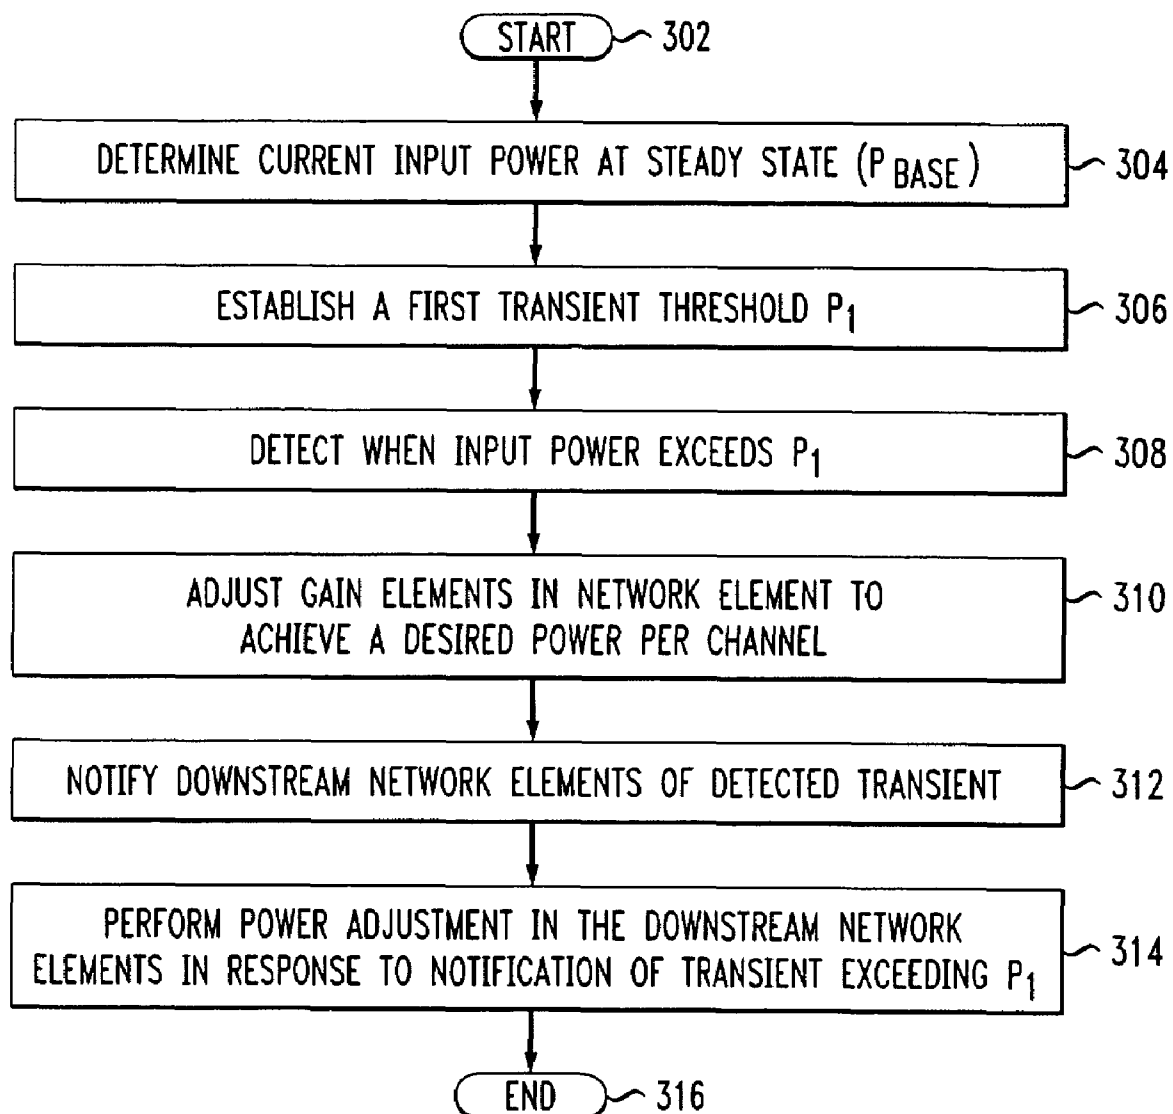 START 302
DETERMINE CURRENT INPUT POWER AT STEADY STATE (P BASE) 304
ESTABLISH A FIRST TRANSIENT THRESHOLD P1 306
DETECT WHEN INPUT POWER EXCEEDS P1 308
ADJUST GAIN ELEMENTS IN NETWORK ELEMENT TO 310
ACHIEVE A DESIRED POWER PER CHANNEL
NOTIFY DOWNSTREAM NETWORK ELEMENTS OF DETECTED TRANSIENT 312
PERFORM POWER ADJUSTMENT IN THE DOWNSTREAM NETWORK
ELEMENTS IN RESPONSE TO NOTIFICATION OF TRANSIENT EXCEEDING P1 314
END 316